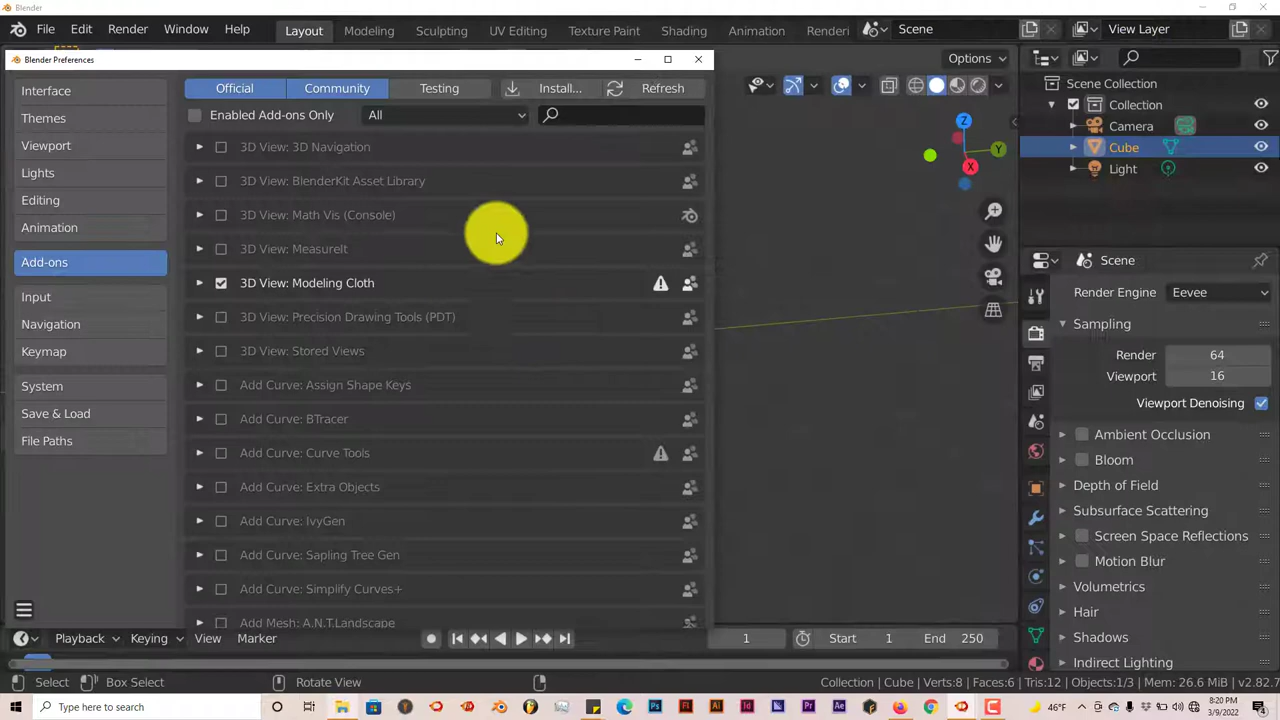 Blender
File Edit Render Window Help Layout Modeling Sculpting UV Editing Texture Paint Shading Animation Renderi Scene View Layer
Blender Preferences
Options
Interface
Themes
Viewport
Lights
Editing
Animation
Add-ons
Input
Navigation
Keymap
System
Save & Load
File Paths
Official Community Testing Install... Refresh
Enabled Add-ons Only All
3D View: 3D Navigation
3D View: BlenderKit Asset Library
3D View: Math Vis (Console)
3D View: MeasureIt
3D View: Modeling Cloth
3D View: Precision Drawing Tools (PDT)
3D View: Stored Views
Add Curve: Assign Shape Keys
Add Curve: BTracer
Add Curve: Curve Tools
Add Curve: Extra Objects
Add Curve: IvyGen
Add Curve: Sapling Tree Gen
Add Curve: Simplify Curves+
Add Mesh: A.N.T.Landscape
Z
Y
X
Scene Collection
Collection
Camera
Cube
Light
Scene
Render Engine Eevee
Sampling
Render 64
Viewport 16
Viewport Denoising
Ambient Occlusion
Bloom
Depth of Field
Subsurface Scattering
Screen Space Reflections
Motion Blur
Volumetrics
Hair
Shadows
Indirect Lighting
Playback Keying View Marker 1 Start 1 End 250
Select Box Select Rotate View Collection | Cube | Verts:8 | Faces:6 | Tris:12 | Objects:1/3 | Mem: 26.6 MiB | v2.82.7
Type here to search 46°F 8:20 PM
3/9/2022